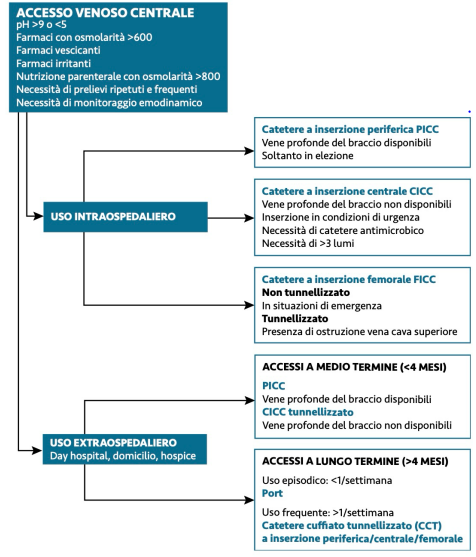 ACCESSO VENOSO CENTRALE
pH >9 o <5
Farmaci con osmolarità >600
Farmaci vescicanti
Farmaci irritanti
Nutrizione parenterale con osmolarità >800
Necessità di prelievi ripetuti e frequenti
Necessità di monitoraggio emodinamico
USO INTRAOSPEDALIERO
Catetere a inserzione periferica PICC
Vene profonde del braccio disponibili
Soltanto in elezione
Catetere a inserzione centrale CICC
Vene profonde del braccio non disponibili
Inserzione in condizioni di urgenza
Necessità di catetere antimicrobico
Necessità di >3 lumi
Catetere a inserzione femorale FICC
Non tunnellizzato
In situazioni di emergenza
Tunnellizzato
Presenza di ostruzione vena cava superiore
USO EXTRAOSPEDALIERO
Day hospital, domicilio, hospice
ACCESSI A MEDIO TERMINE (<4 MESI)
PICC
Vene profonde del braccio disponibili
CICC tunnellizzato
Vene profonde del braccio non disponibili
ACCESSI A LUNGO TERMINE (>4 MESI)
Uso episodico: <1/settimana
Port
Uso frequente: >1/settimana
Catetere cuffiato tunnellizzato (CCT)
a inserzione periferica/centrale/femorale